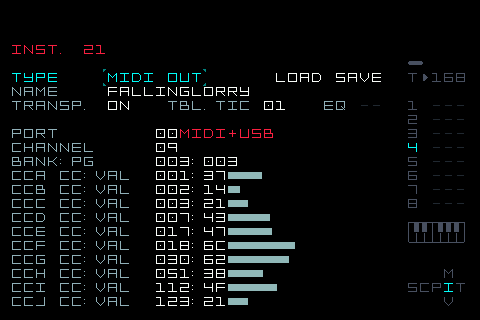 INST. 21
TYPE MIDI OUT LOAD SAVE T▶168
NAME FALLINGLORRY
TRANSP. ON TBL. TIC 01 EQ -- 1 ---
2 ---
PORT 00MIDI+USB 3 ---
CHANNEL 09 4 ---
BANK:PG 003:003 5 ---
CCA CC:VAL 001:37 6 ---
CCB CC:VAL 002:14 7 ---
CCC CC:VAL 003:21 8 ---
CCD CC:VAL 007:43
CCE CC:VAL 017:47
CCF CC:VAL 018:6C
CCG CC:VAL 030:62
CCH CC:VAL 051:38 M
CCI CC:VAL 112:4F SCPIT
CCJ CC:VAL 123:21 V